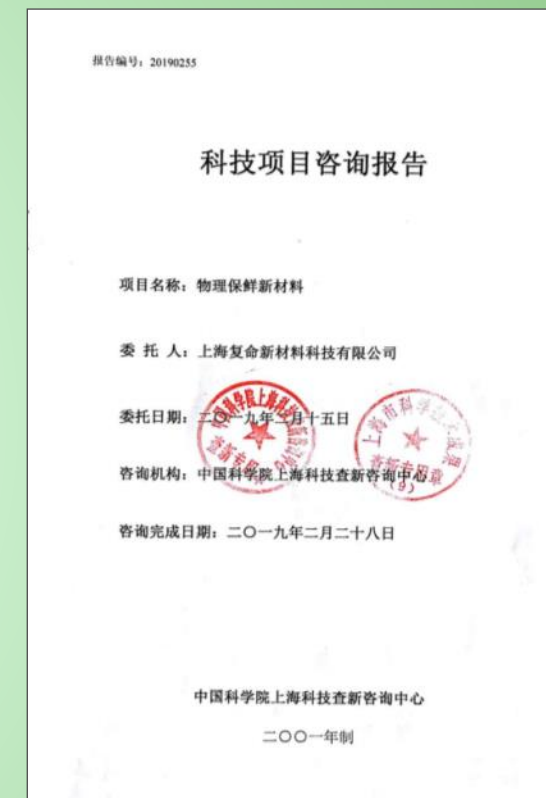 报告编号：20190255
科技项目咨询报告
项目名称：物理保鲜新材料
委 托 人：上海复命新材料科技有限公司
委托日期：二〇一九年二月十五日
咨询机构：中国科学院上海科技查新咨询中心
咨询完成日期：二〇一九年二月二十八日
中国科学院上海科技查新咨询中心
二〇〇一年制